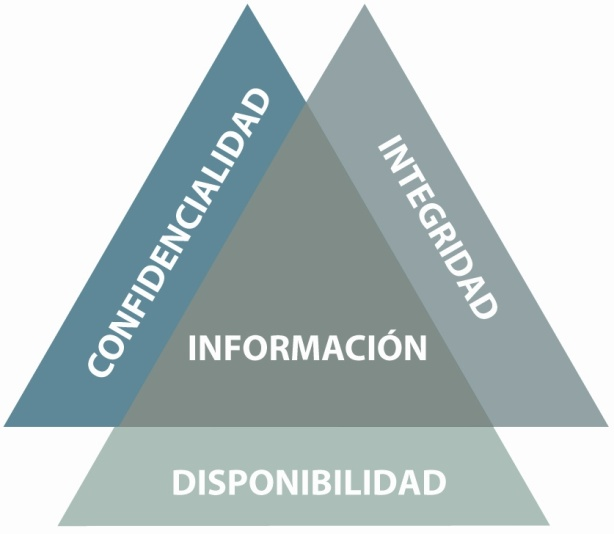 CONFIDENCIALIDAD
INTEGRIDAD
INFORMACIÓN
DISPONIBILIDAD